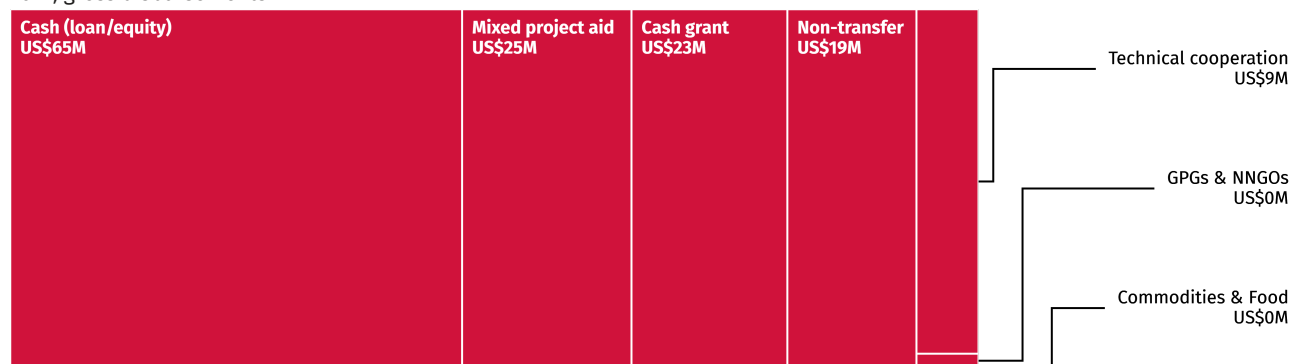 Cash (loan/equity)
US$65M
Mixed project aid
US$25M
Cash grant
US$23M
Non-transfer
US$19M
Technical cooperation
US$9M
GPGs & NNGOs
US$0M
Commodities & Food
US$0M